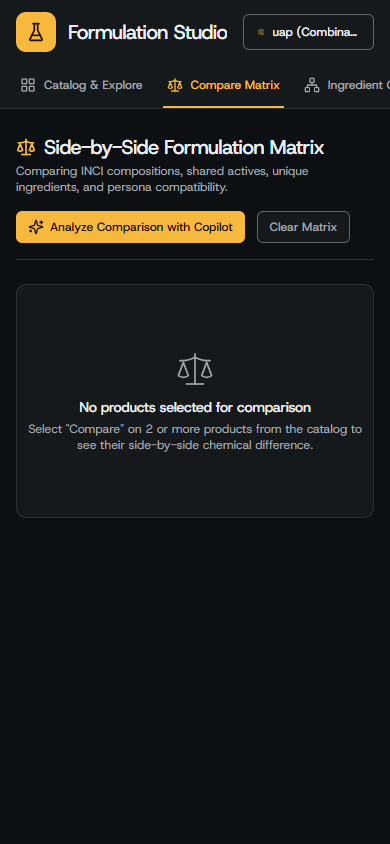 Formulation Studio
uap (Combina...
Catalog & Explore
Compare Matrix
Ingredient
Side-by-Side Formulation Matrix
Comparing INCI compositions, shared actives, unique
ingredients, and persona compatibility.
Analyze Comparison with Copilot
Clear Matrix
No products selected for comparison
Select "Compare" on 2 or more products from the catalog to
see their side-by-side chemical difference.